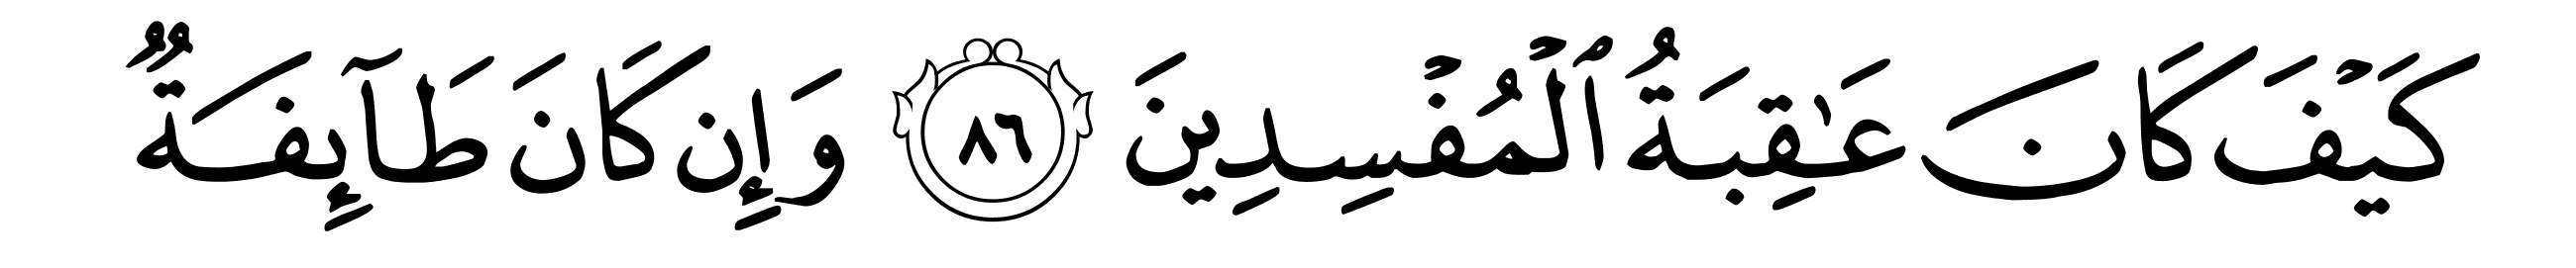 كَيۡفَ كَانَ عَٰقِبَةُ ٱلۡمُفۡسِدِينَ ٨٦ وَإِن كَانَ طَآئِفَةٞ